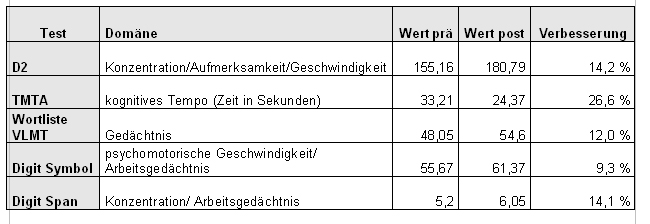 Test Domäne Wert prä Wert post Verbesserung
D2 Konzentration/Aufmerksamkeit/Geschwindigkeit 155,16 180,79 14,2 %
TMTA kognitives Tempo (Zeit in Sekunden) 33,21 24,37 26,6 %
Wortliste
VLMT Gedächtnis 48,05 54,6 12,0 %
psychomotorische Geschwindigkeit/
Digit Symbol Arbeitsgedächtnis 55,67 61,37 9,3 %
Digit Span Konzentration/ Arbeitsgedächtnis 5,2 6,05 14,1 %